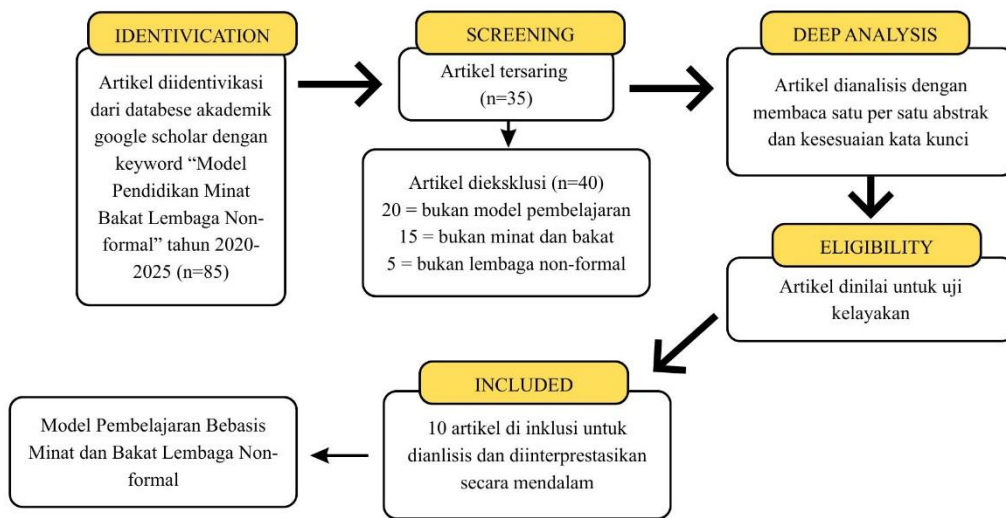 IDENTIVICATION
Artikel diidentivikasi
dari databese akademik
google scholar dengan
keyword “Model
Pendidikan Minat
Bakat Lembaga Non-
formal” tahun 2020-
2025 (n=85)
SCREENING
Artikel tersaring
(n=35)
Artikel dieksklusi (n=40)
20 = bukan model pembelajaran
15 = bukan minat dan bakat
5 = bukan lembaga non-formal
DEEP ANALYSIS
Artikel dianalisis dengan
membaca satu per satu abstrak
dan kesesuaian kata kunci
ELIGIBILITY
Artikel dinilai untuk uji
kelayakan
INCLUDED
10 artikel di inklusi untuk
dianlisis dan diinterprestasikan
secara mendalam
Model Pembelajaran Bebasis
Minat dan Bakat Lembaga Non-
formal